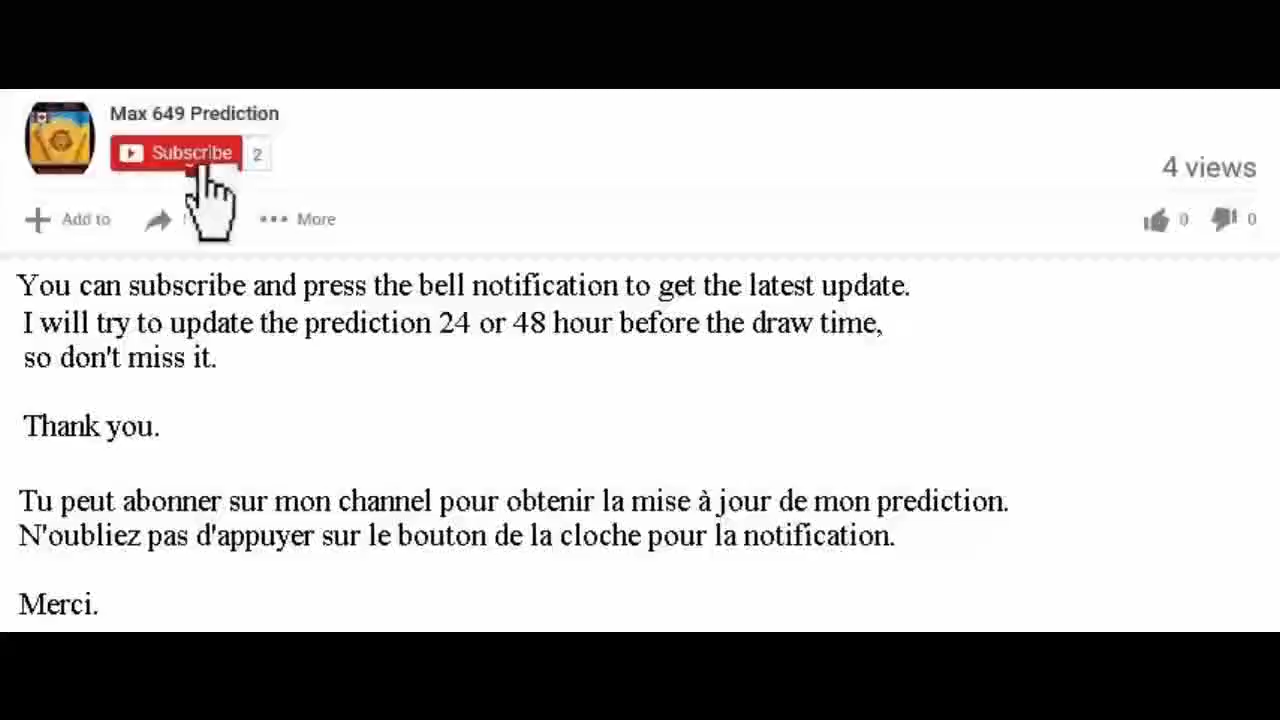 Max 649 Prediction
Subscribe 2
4 views
Add to
More
0 0
You can subscribe and press the bell notification to get the latest update.
I will try to update the prediction 24 or 48 hour before the draw time,
so don't miss it.
Thank you.
Tu peut abonner sur mon channel pour obtenir la mise à jour de mon prediction.
N'oubliez pas d'appuyer sur le bouton de la cloche pour la notification.
Merci.